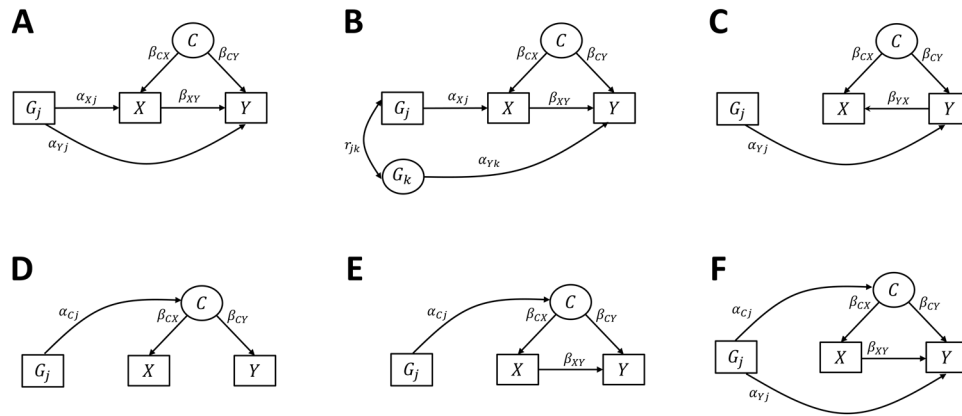 A B C
C C C
β_CX β_CY β_CX β_CY β_CX β_CY
G_j α_Xj X β_XY Y G_j α_Xj X β_XY Y G_j X β_YX Y
α_Yj r_jk G_k α_Yk α_Yj
D E F
α_Cj C α_Cj C α_Cj C
β_CX β_CY β_CX β_CY β_CX β_CY
G_j X Y G_j X β_XY Y G_j X β_XY Y
α_Yj